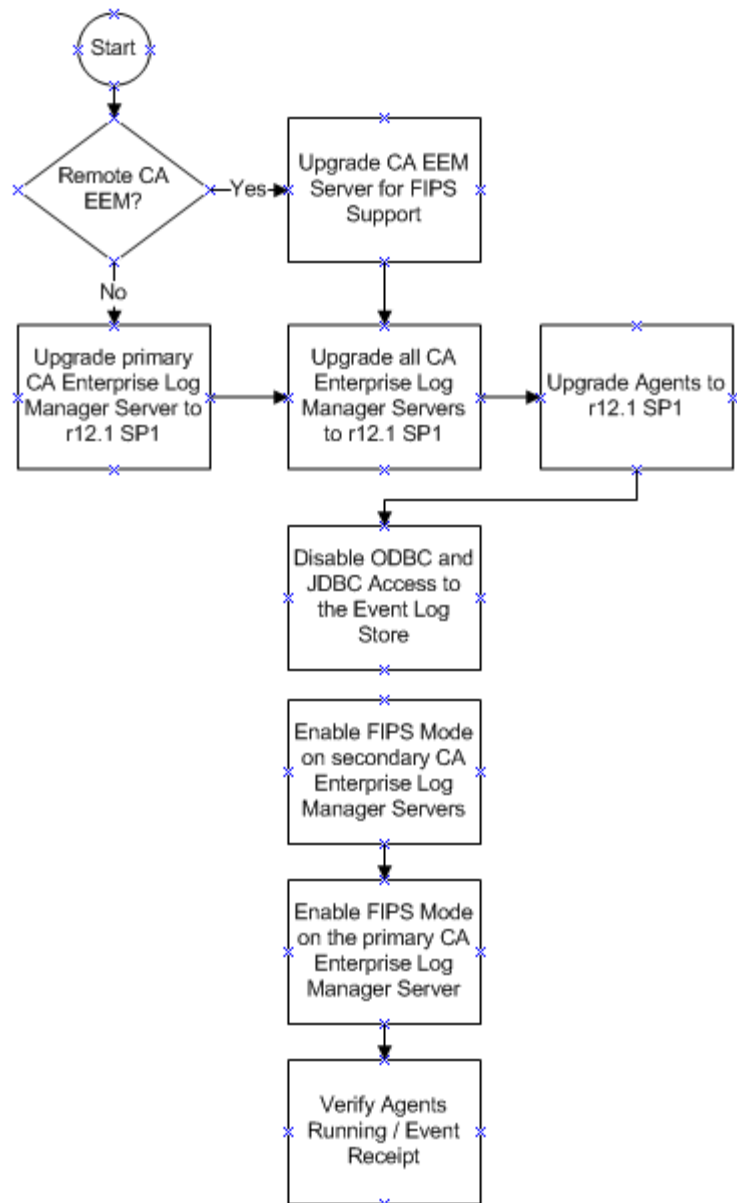 Start
Remote CA
EEM?
Yes
Upgrade CA EEM
Server for FIPS
Support
No
Upgrade primary
CA Enterprise Log
Manager Server to
r12.1 SP1
Upgrade all CA
Enterprise Log
Manager Servers
to r12.1 SP1
Upgrade Agents to
r12.1 SP1
Disable ODBC and
JDBC Access to
the Event Log
Store
Enable FIPS Mode
on secondary CA
Enterprise Log
Manager Servers
Enable FIPS Mode
on the primary CA
Enterprise Log
Manager Server
Verify Agents
Running / Event
Receipt